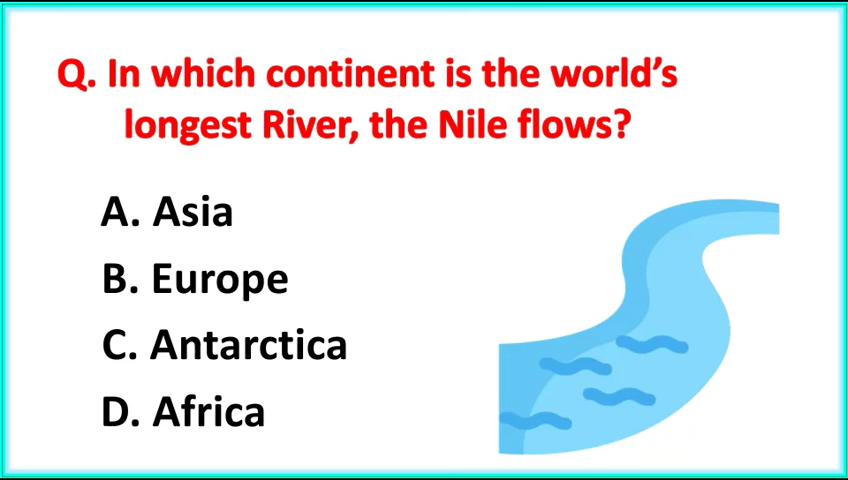 Q. In which continent is the world’s
longest River, the Nile flows?
A. Asia
B. Europe
C. Antarctica
D. Africa